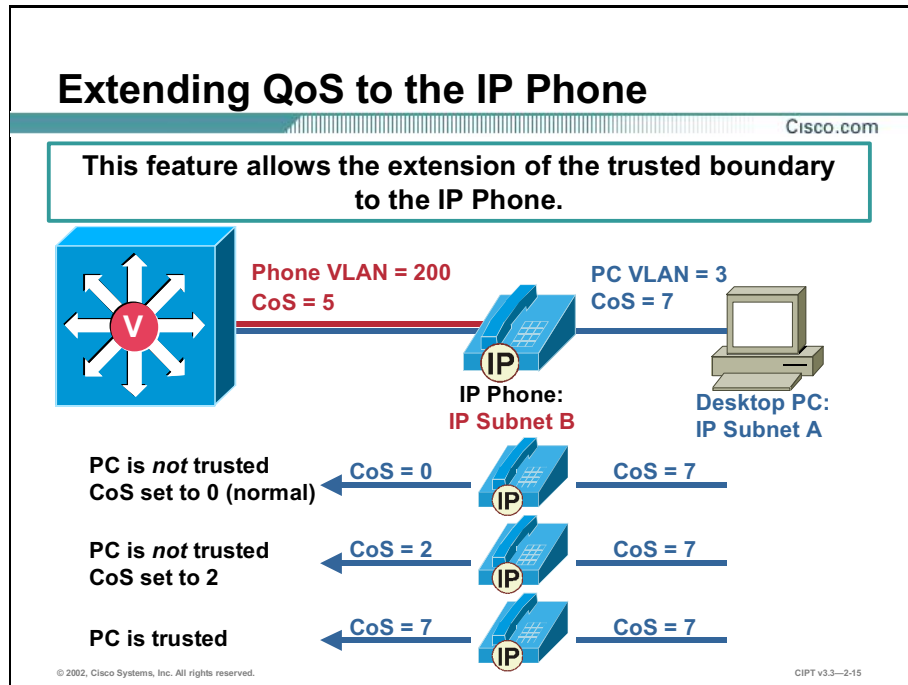 Extending QoS to the IP Phone
Cisco.com
This feature allows the extension of the trusted boundary
to the IP Phone.
Phone VLAN = 200
CoS = 5
PC VLAN = 3
CoS = 7
V
IP
IP Phone:
IP Subnet B
Desktop PC:
IP Subnet A
PC is not trusted
CoS set to 0 (normal)
CoS = 0
IP
CoS = 7
PC is not trusted
CoS set to 2
CoS = 2
IP
CoS = 7
PC is trusted
CoS = 7
IP
CoS = 7
© 2002, Cisco Systems, Inc. All rights reserved.
CIPT v3.3—2-15